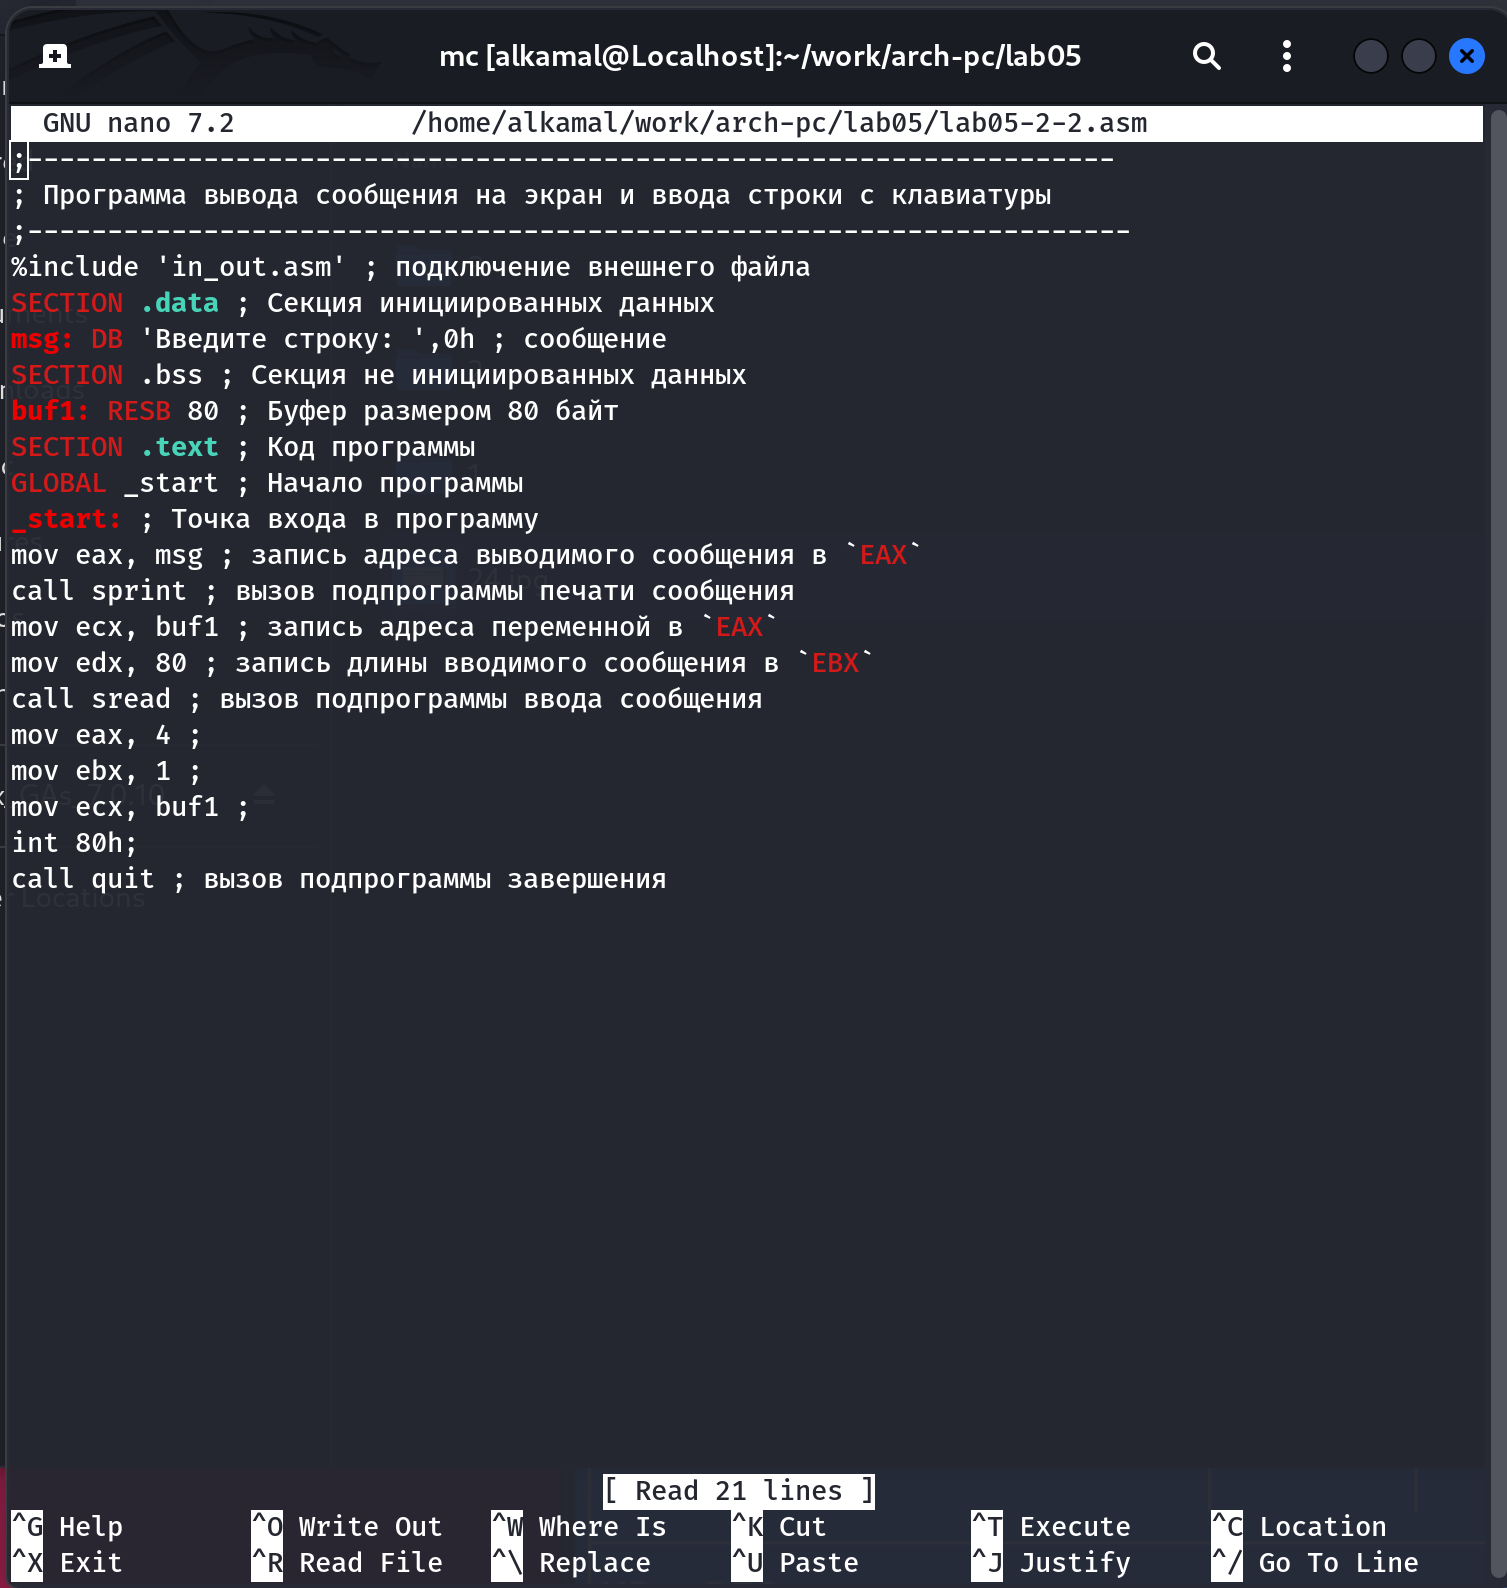 mc [alkamal@Localhost]:~/work/arch-pc/lab05
GNU nano 7.2 /home/alkamal/work/arch-pc/lab05/lab05-2-2.asm
;--------------------------------------------------------------------
; Программа вывода сообщения на экран и ввода строки с клавиатуры
;---------------------------------------------------------------------
%include 'in_out.asm' ; подключение внешнего файла
SECTION .data ; Секция инициированных данных
msg: DB 'Введите строку: ',0h ; сообщение
SECTION .bss ; Секция не инициированных данных
buf1: RESB 80 ; Буфер размером 80 байт
SECTION .text ; Код программы
GLOBAL _start ; Начало программы
_start: ; Точка входа в программу
mov eax, msg ; запись адреса выводимого сообщения в `EAX`
call sprint ; вызов подпрограммы печати сообщения
mov ecx, buf1 ; запись адреса переменной в `EAX`
mov edx, 80 ; запись длины вводимого сообщения в `EBX`
call sread ; вызов подпрограммы ввода сообщения
mov eax, 4 ;
mov ebx, 1 ;
mov ecx, buf1 ;
int 80h;
call quit ; вызов подпрограммы завершения
[ Read 21 lines ]
^G Help ^O Write Out ^W Where Is ^K Cut ^T Execute ^C Location
^X Exit ^R Read File ^\ Replace ^U Paste ^J Justify ^/ Go To Line